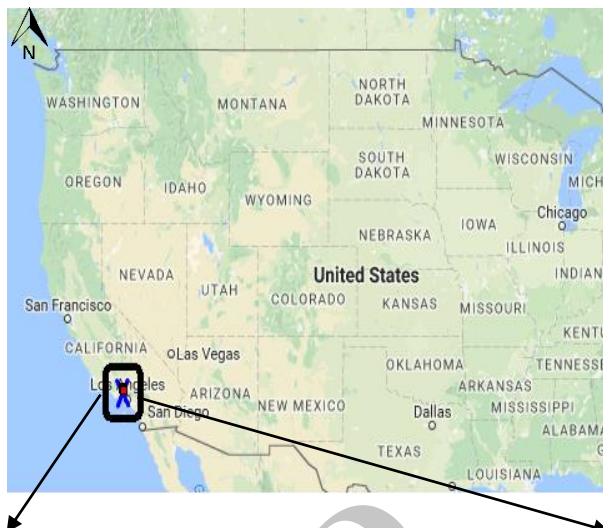 N
NORTH
DAKOTA
WASHINGTON
MONTANA
MINNESOTA
SOUTH
DAKOTA
WISCONSIN
OREGON
IDAHO
MICH
WYOMING
Chicago
IOWA
NEBRASKA
ILLINOIS
NEVADA
United States
INDIAN
UTAH
COLORADO
KANSAS
MISSOURI
San Francisco
KENTU
CALIFORNIA
Las Vegas
OKLAHOMA
TENNESSE
Los Angeles
ARKANSAS
ARIZONA
NEW MEXICO
MISSISSIPPI
San Diego
Dallas
ALABAMA
TEXAS
LOUISIANA